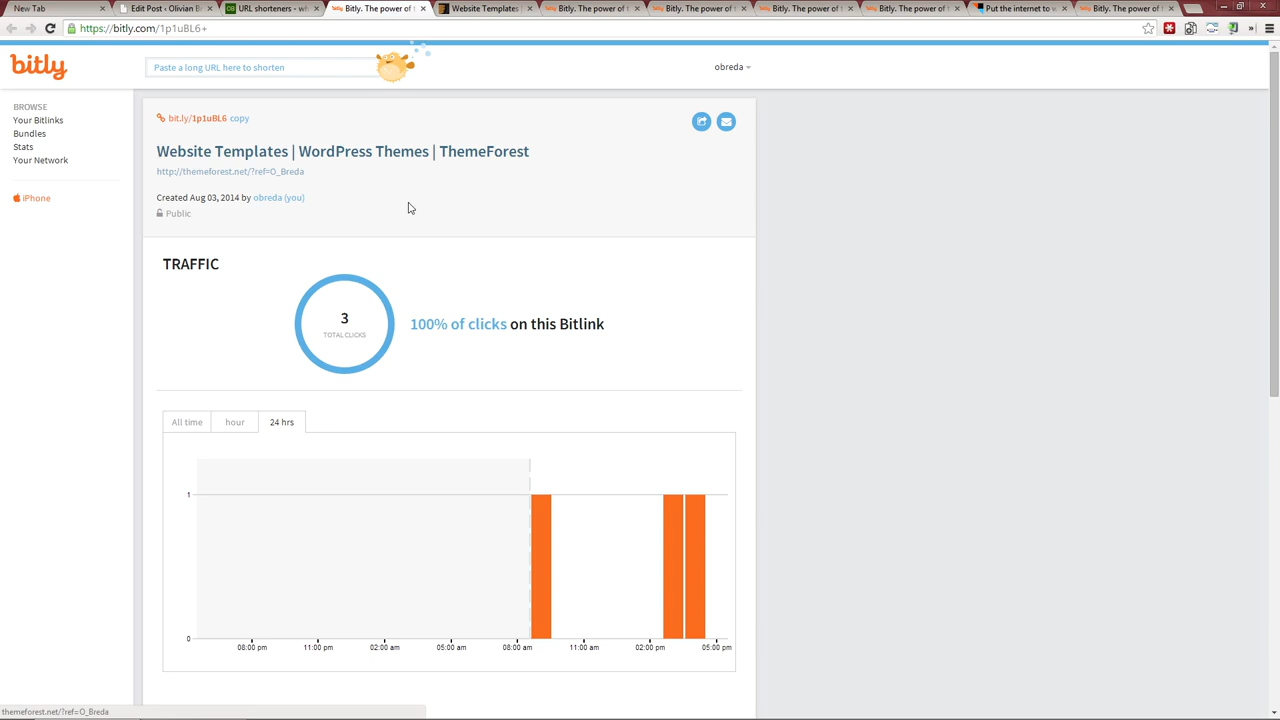 New Tab
Edit Post ‹ Olivian B
URL shorteners - wh
Bitly. The power of t
Website Templates |
Bitly. The power of t
Bitly. The power of t
Bitly. The power of t
Bitly. The power of t
Put the internet to w
Bitly. The power of t
https://bitly.com/1p1uBL6+
bitly
Paste a long URL here to shorten
obreda
BROWSE
Your Bitlinks
Bundles
Stats
Your Network
iPhone
bit.ly/1p1uBL6 copy
Website Templates | WordPress Themes | ThemeForest
http://themeforest.net/?ref=O_Breda
Created Aug 03, 2014 by obreda (you)
Public
TRAFFIC
3
TOTAL CLICKS
100% of clicks on this Bitlink
All time hour 24 hrs
1
0
08:00 pm 11:00 pm 02:00 am 05:00 am 08:00 am 11:00 am 02:00 pm 05:00 pm
themeforest.net/?ref=O_Breda